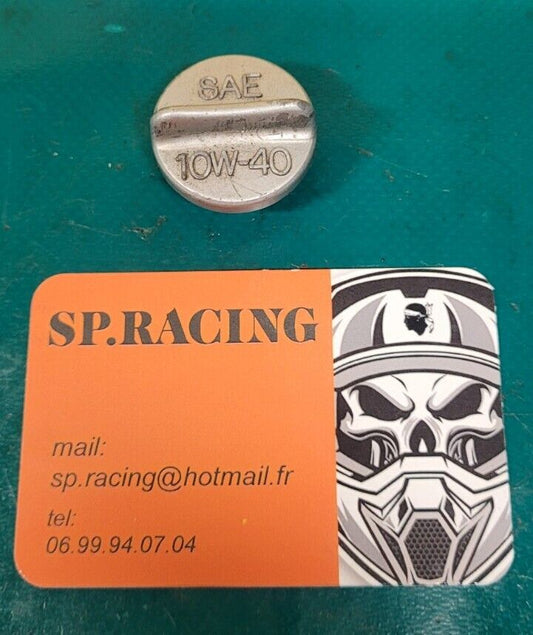 SAE
10W-40
SP.RACING
mail:
sp.racing@hotmail.fr
tel:
06.99.94.07.04